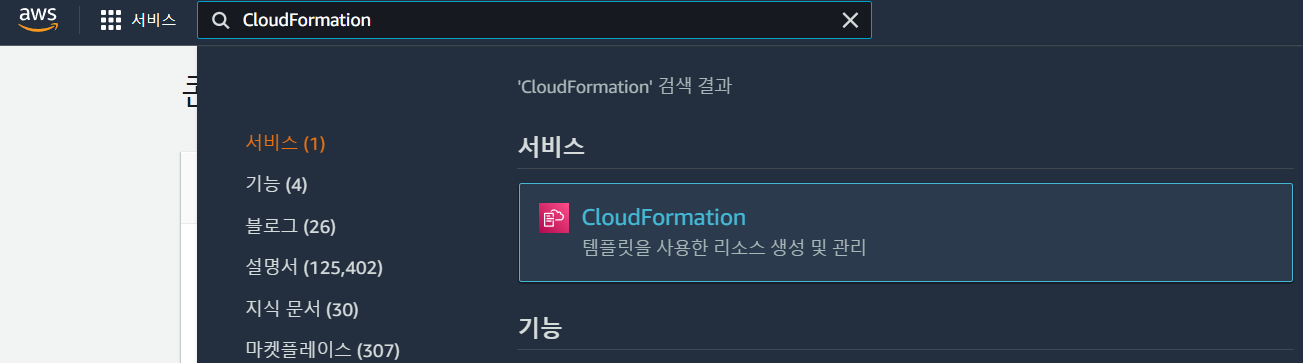 aws
서비스
CloudFormation
'CloudFormation' 검색 결과
서비스 (1)
기능 (4)
블로그 (26)
설명서 (125,402)
지식 문서 (30)
마켓플레이스 (307)
서비스
CloudFormation
템플릿을 사용한 리소스 생성 및 관리
기능